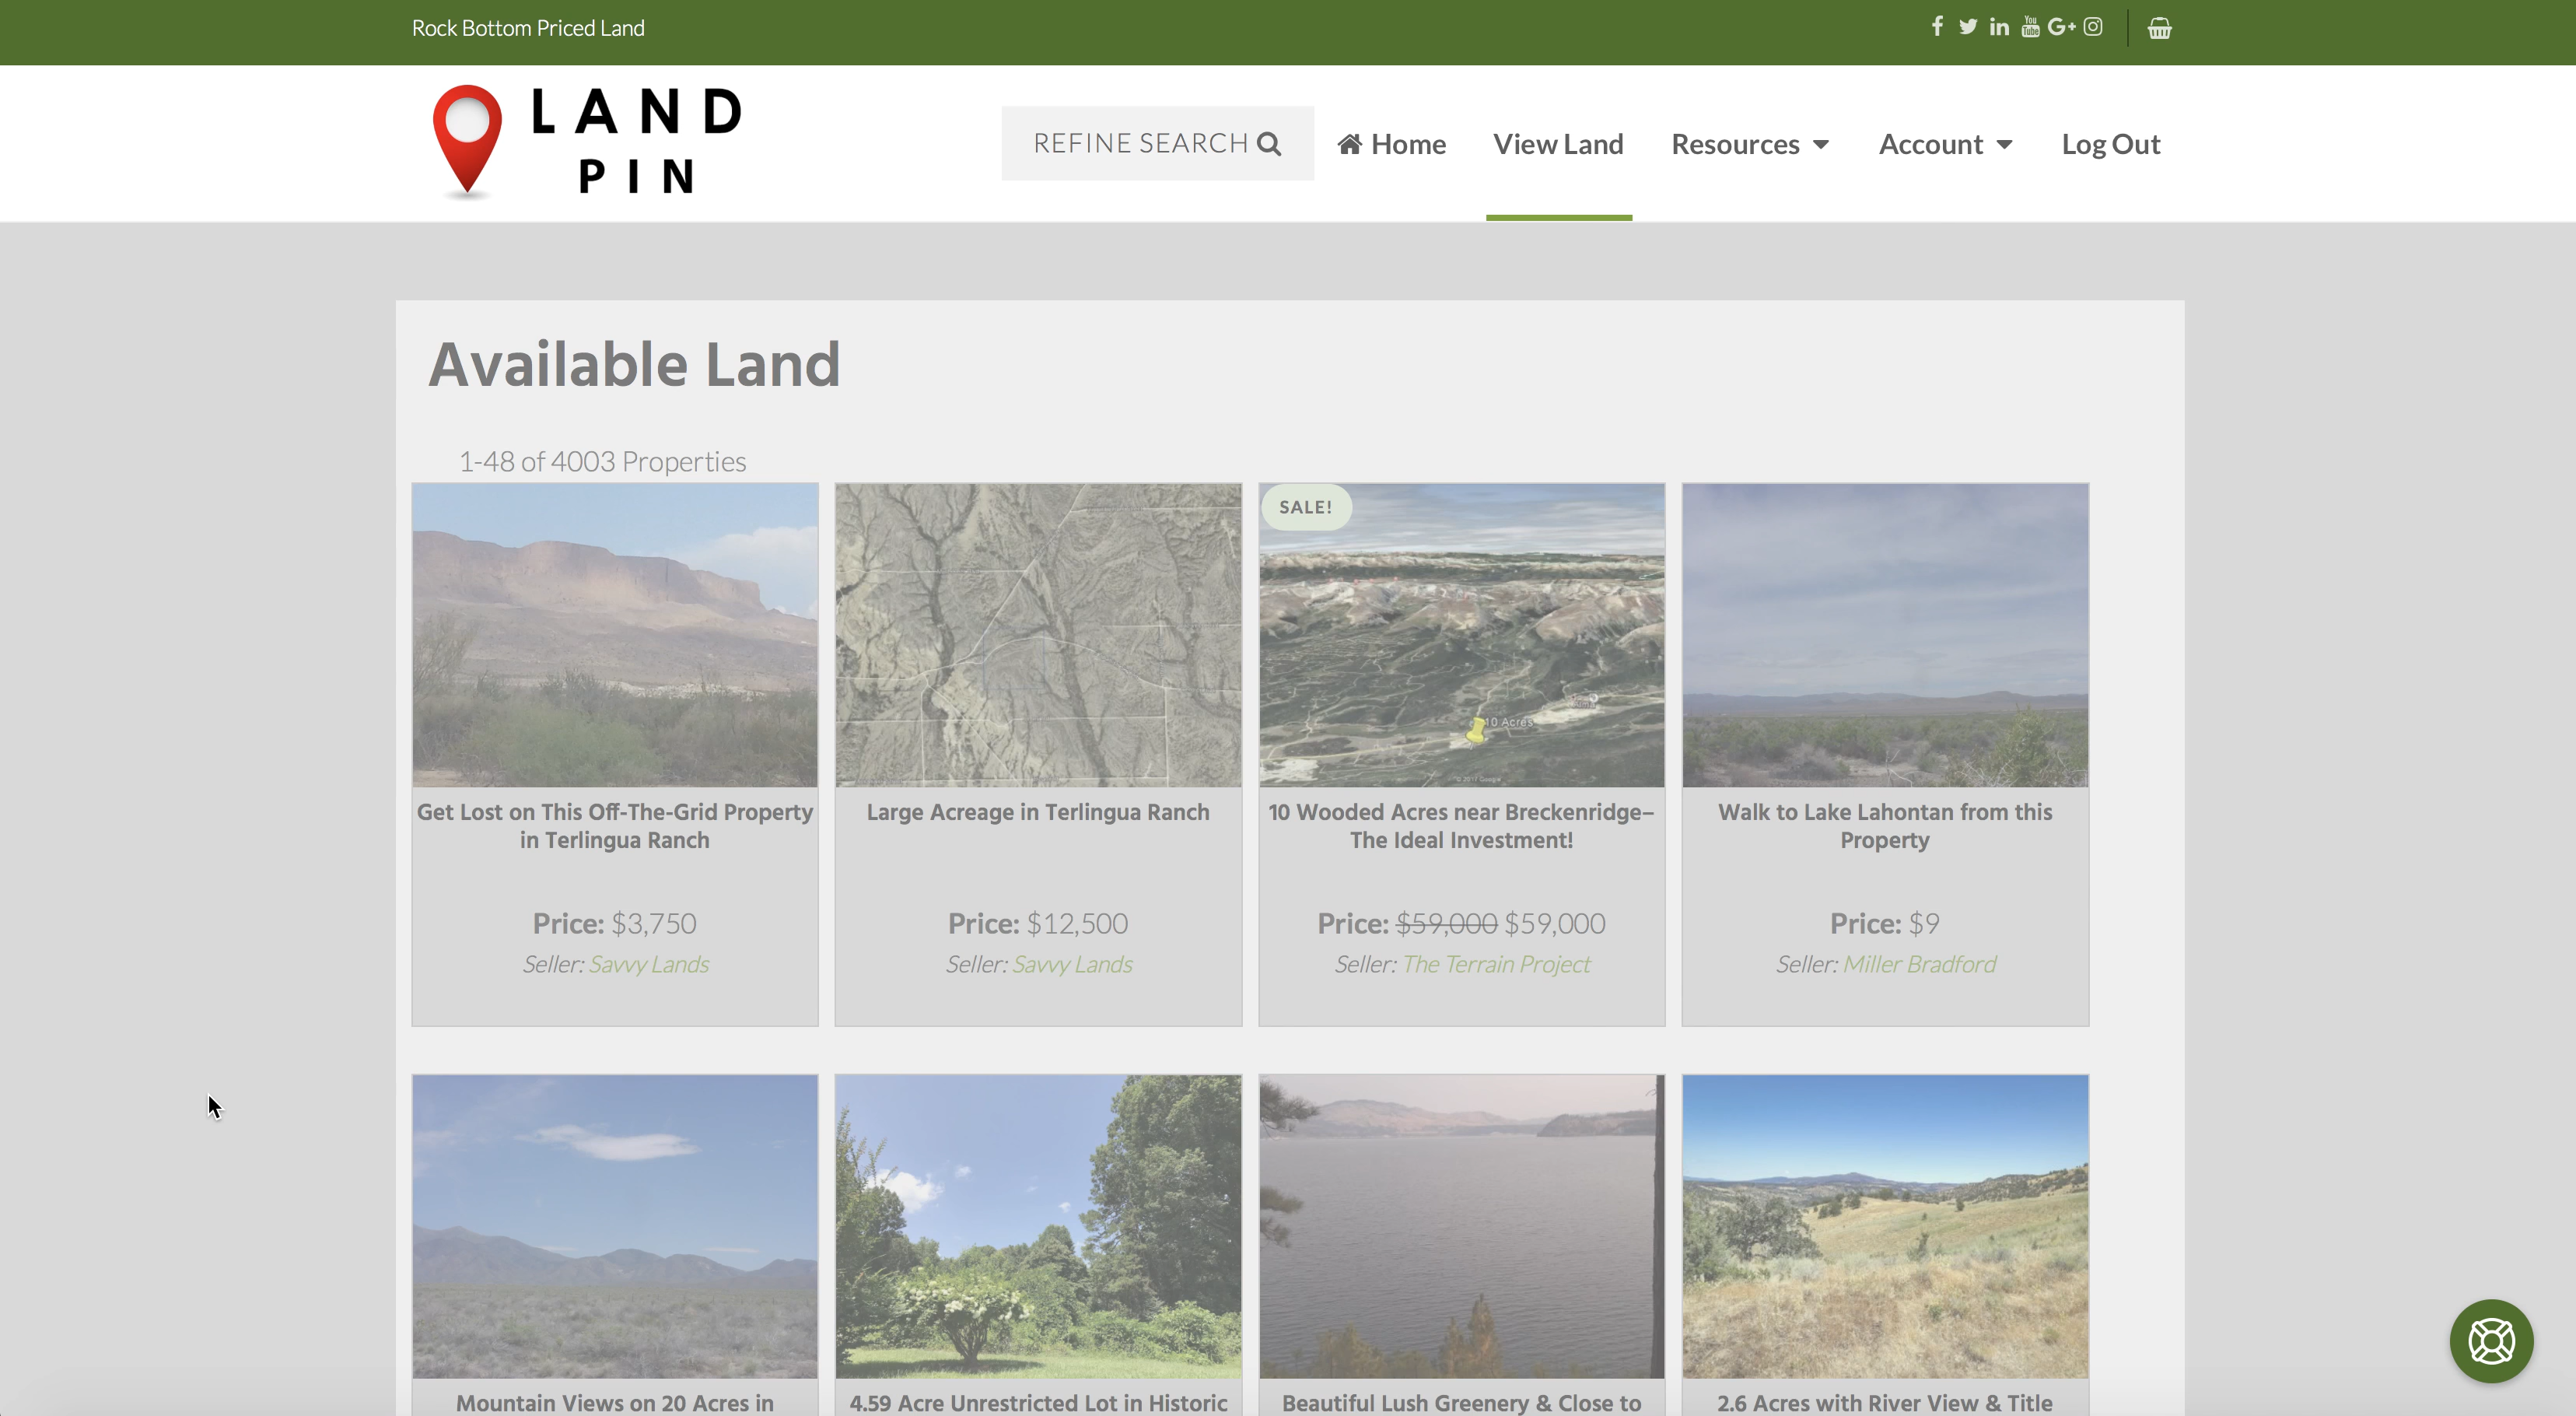 Rock Bottom Priced Land
LAND
PIN
REFINE SEARCH
Home
View Land
Resources
Account
Log Out
Available Land
1-48 of 4003 Properties
SALE!
10 Acres
Get Lost on This Off-The-Grid Property
in Terlingua Ranch
Price: $3,750
Seller: Savvy Lands
Large Acreage in Terlingua Ranch
Price: $12,500
Seller: Savvy Lands
10 Wooded Acres near Breckenridge–
The Ideal Investment!
Price: $59,000 $59,000
Seller: The Terrain Project
Walk to Lake Lahontan from this
Property
Price: $9
Seller: Miller Bradford
Mountain Views on 20 Acres in
4.59 Acre Unrestricted Lot in Historic
Beautiful Lush Greenery & Close to
2.6 Acres with River View & Title